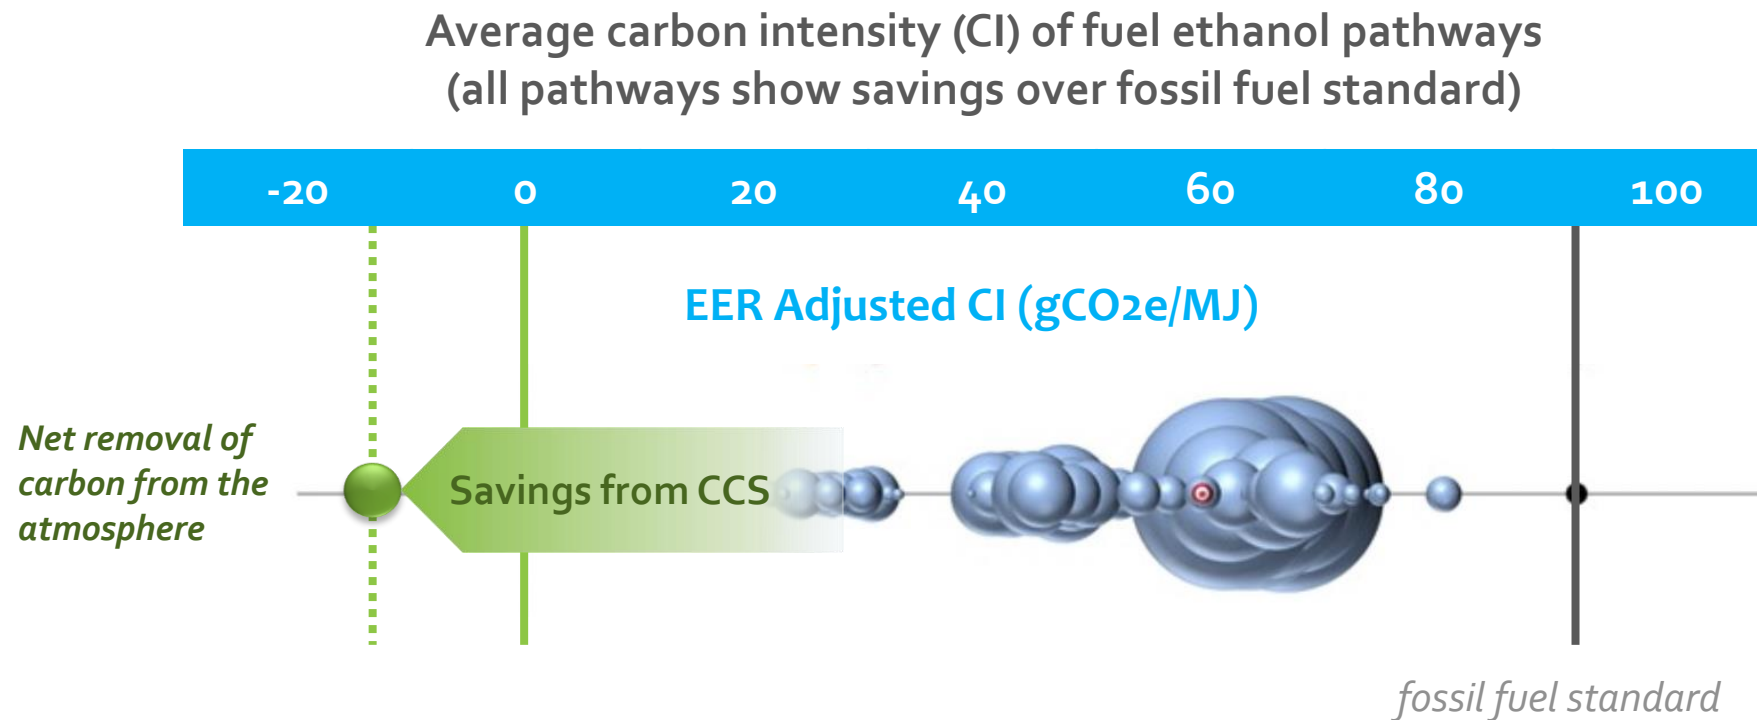 Average carbon intensity (CI) of fuel ethanol pathways
(all pathways show savings over fossil fuel standard)
-20 0 20 40 60 80 100
EER Adjusted CI (gCO2e/MJ)
Net removal of
carbon from the
atmosphere
Savings from CCS
fossil fuel standard